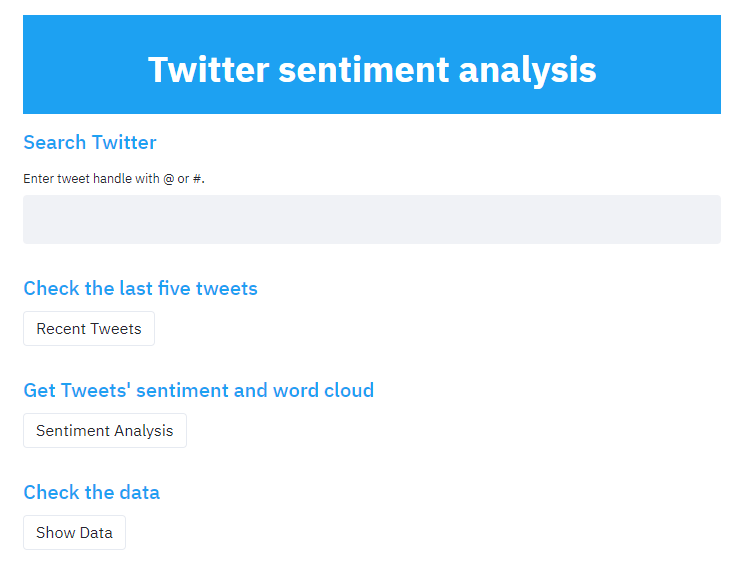 Twitter sentiment analysis
Search Twitter
Enter tweet handle with @ or #.
Check the last five tweets
Recent Tweets
Get Tweets' sentiment and word cloud
Sentiment Analysis
Check the data
Show Data